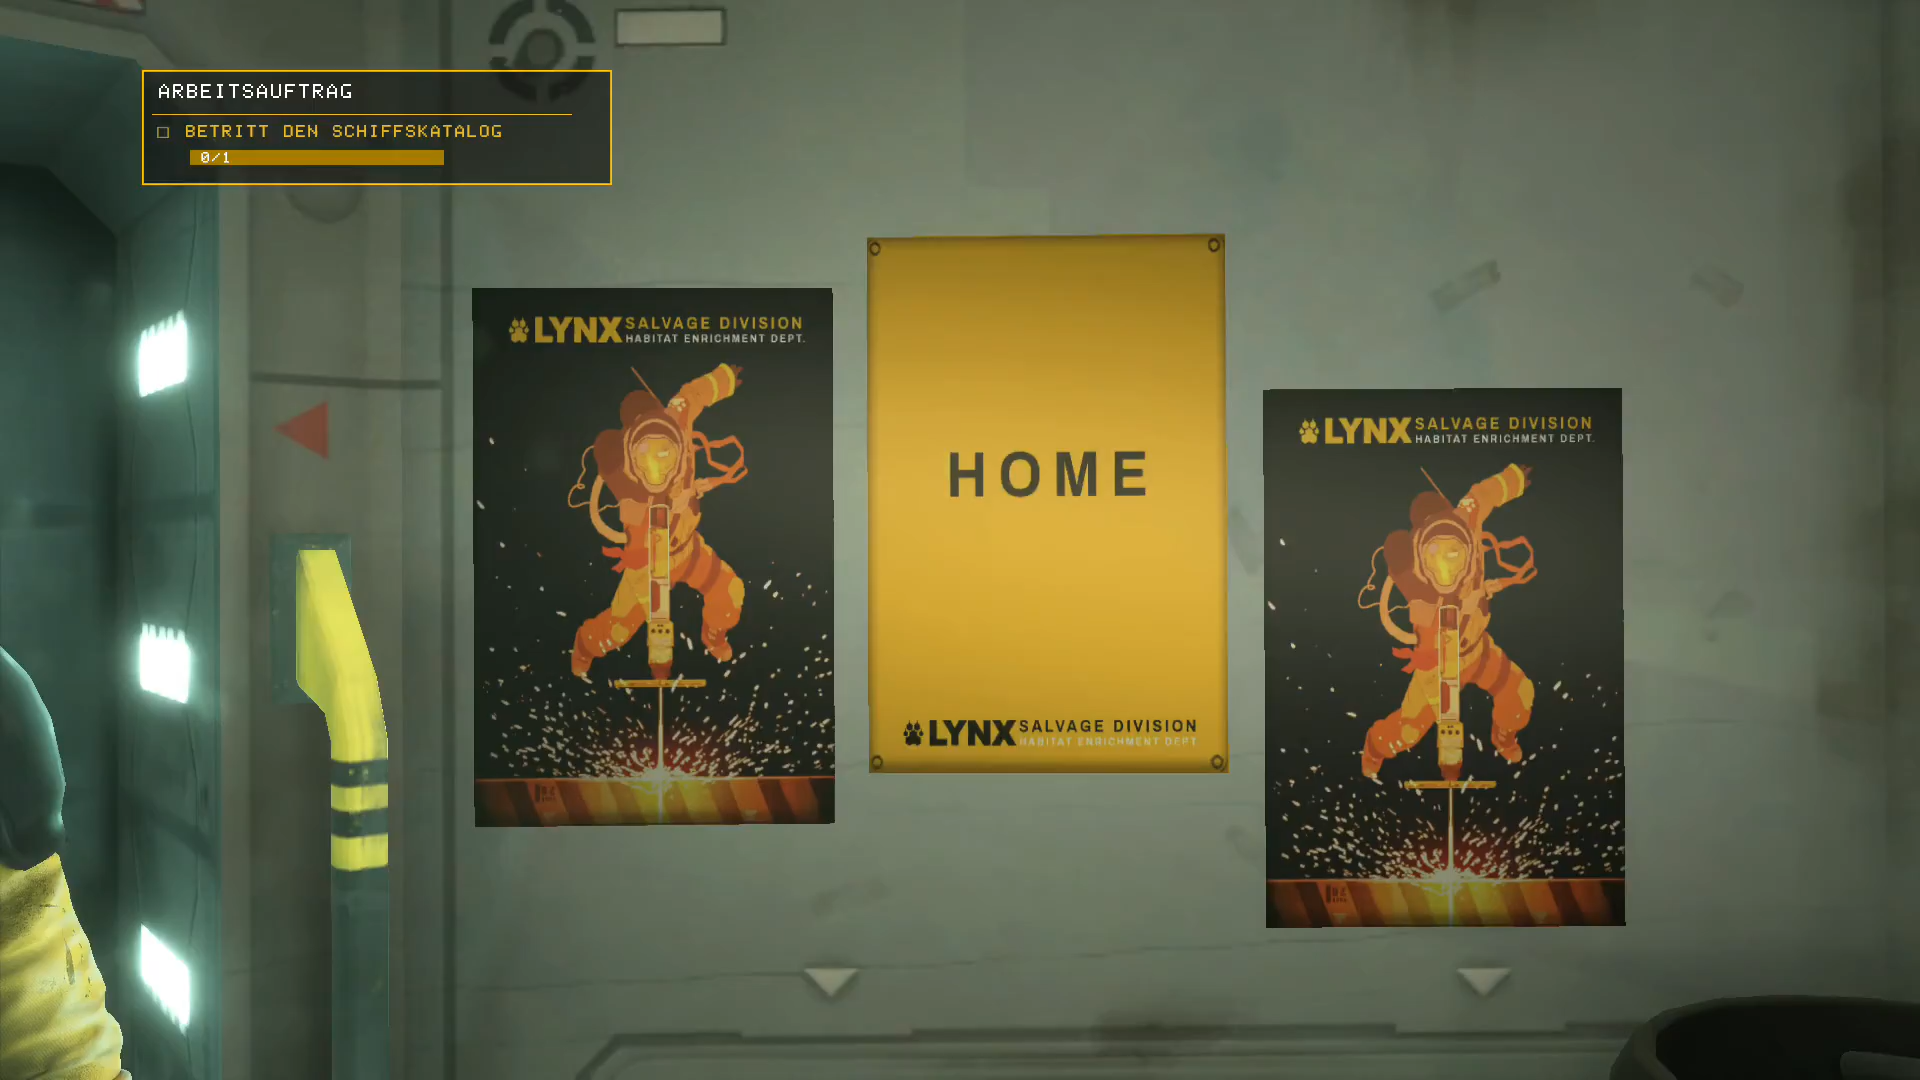 ARBEITSAUFTRAG
BETRITT DEN SCHIFFSKATALOG
0/1
LYNX SALVAGE DIVISION
HABITAT ENRICHMENT DEPT.
HOME
LYNX SALVAGE DIVISION
HABITAT ENRICHMENT DEPT
LYNX SALVAGE DIVISION
HABITAT ENRICHMENT DEPT.